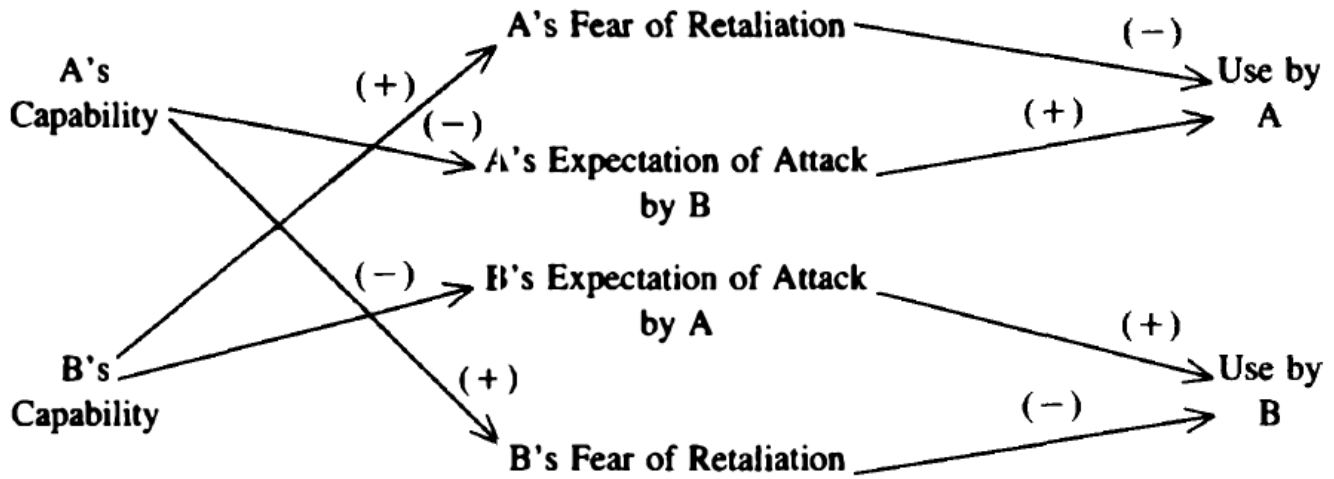 A's Fear of Retaliation
(−)
A's
Capability
(+)
(−)
Use by
A
(+)
A's Expectation of Attack
by B
(−)
B's Expectation of Attack
by A
(+)
B's
Capability
(+)
Use by
B
(−)
B's Fear of Retaliation